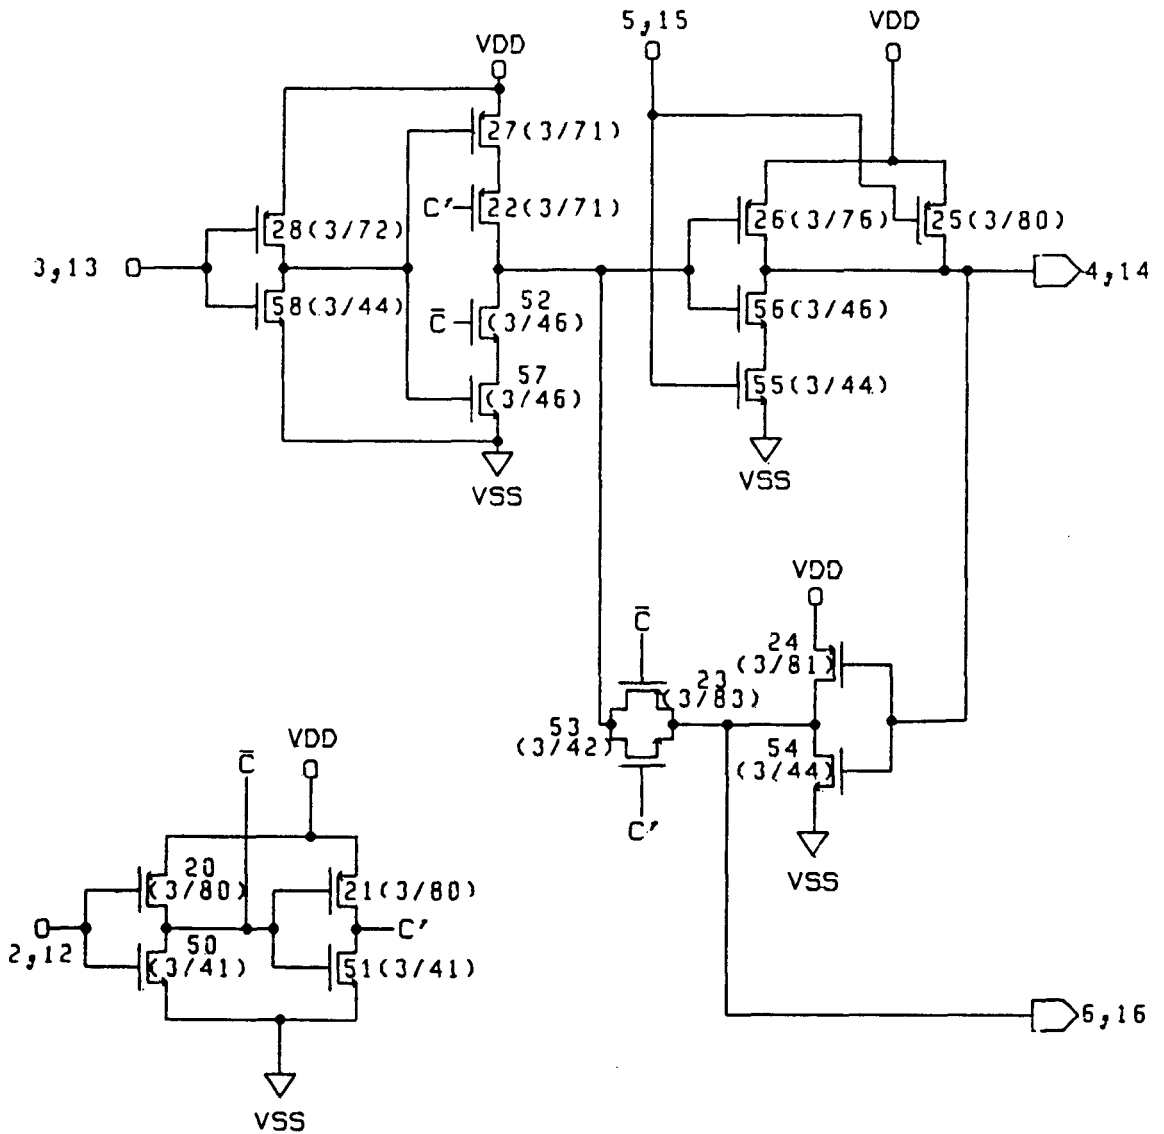 5,15
VDD
VDD
27(3/71)
C' 22(3/71)
28(3/72)
26(3/76)
25(3/80)
3,13
4,14
58(3/44)
52
C̅ (3/46)
56(3/46)
57
(3/46)
55(3/44)
VSS
VSS
VDD
C̅
24
(3/81)
23
(3/83)
53
(3/42)
54
(3/44)
C'
VSS
C̅
VDD
20
(3/80)
21(3/80)
2,12
C'
50
(3/41)
51(3/41)
6,16
VSS